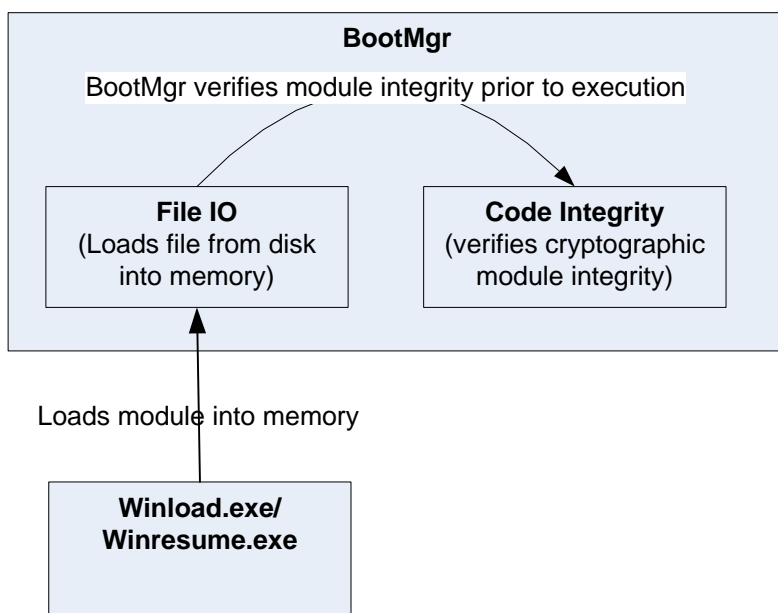 BootMgr
BootMgr verifies module integrity prior to execution
File IO
(Loads file from disk
into memory)
Code Integrity
(verifies cryptographic
module integrity)
Loads module into memory
Winload.exe/
Winresume.exe